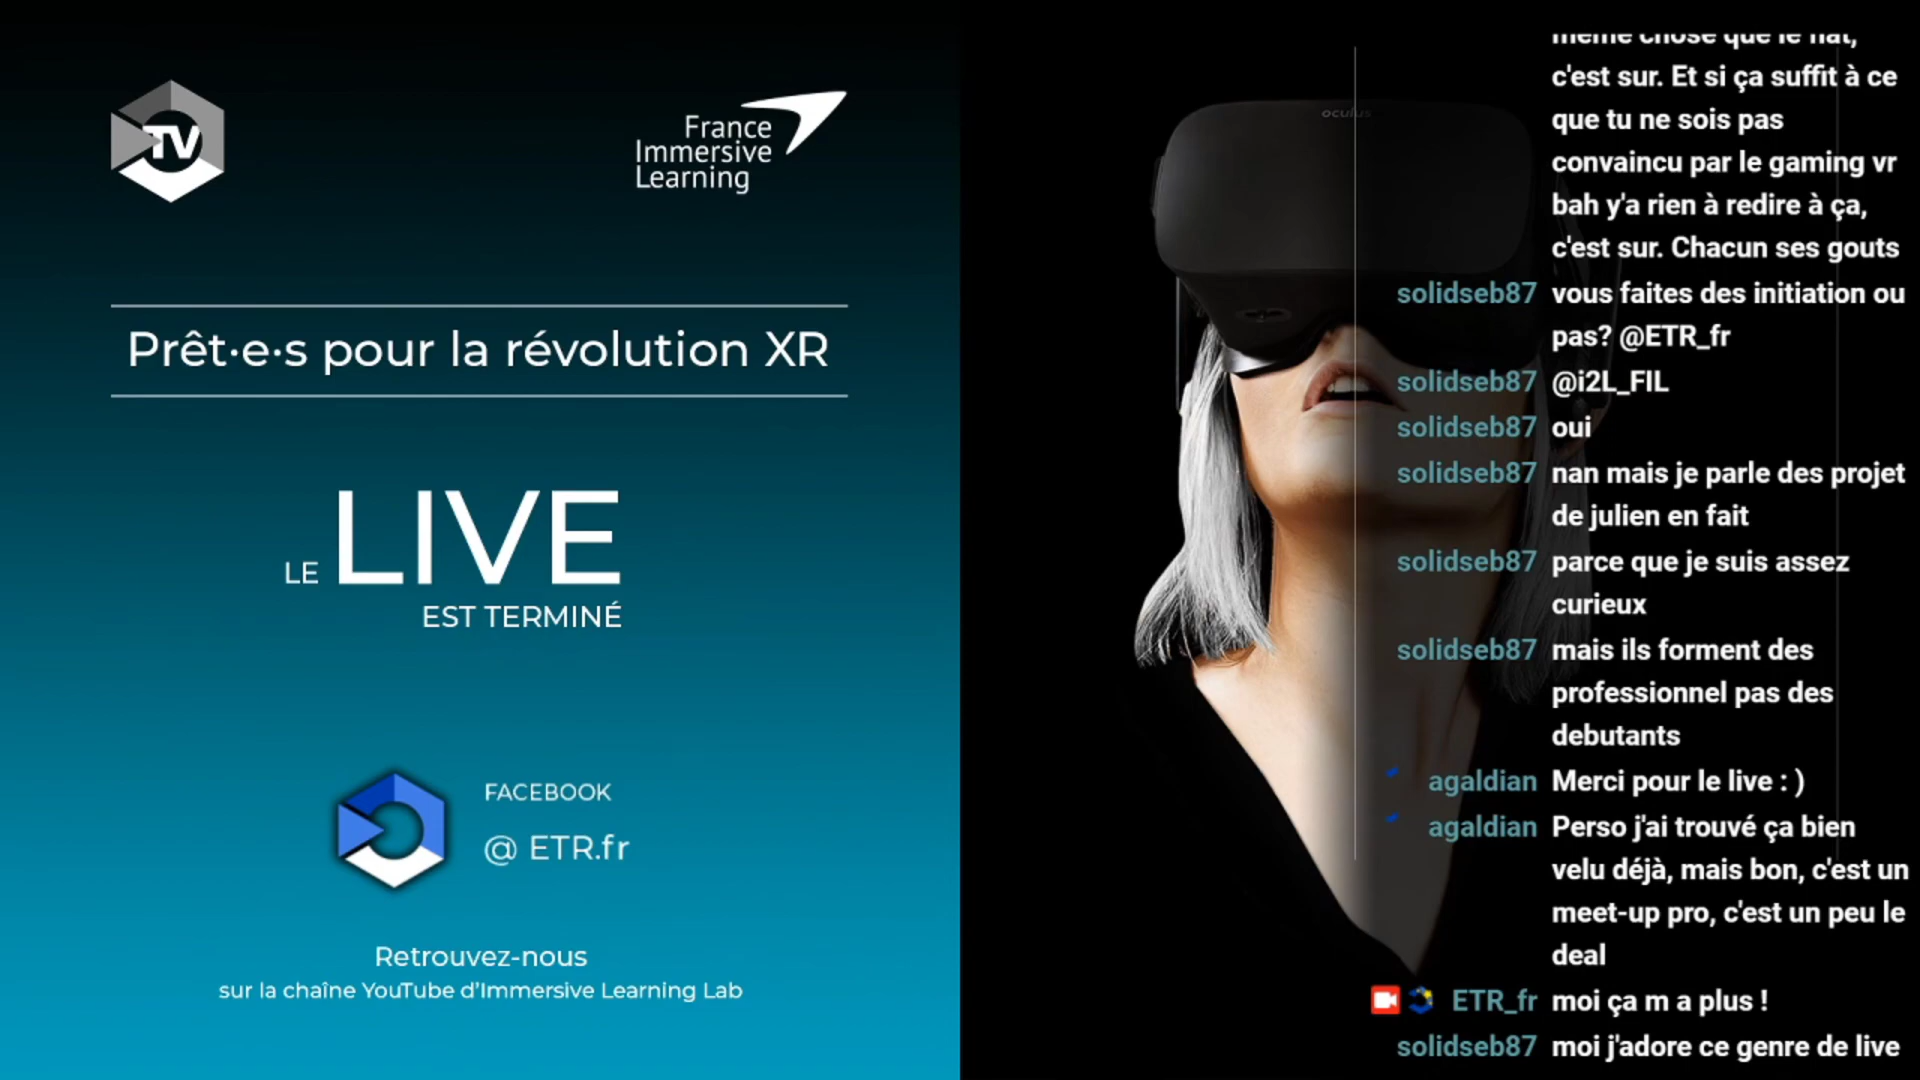 TV
France
Immersive
Learning
Prêt·e·s pour la révolution XR
LE LIVE
EST TERMINÉ
FACEBOOK
@ ETR.fr
Retrouvez-nous
sur la chaîne YouTube d'Immersive Learning Lab
oculus
même chose que le flat,
c'est sur. Et si ça suffit à ce
que tu ne sois pas
convaincu par le gaming vr
bah y'a rien à redire à ça,
c'est sur. Chacun ses gouts
solidseb87 vous faites des initiation ou
pas? @ETR_fr
solidseb87 @i2L_FIL
solidseb87 oui
solidseb87 nan mais je parle des projet
de julien en fait
solidseb87 parce que je suis assez
curieux
solidseb87 mais ils forment des
professionnel pas des
debutants
agaldian Merci pour le live : )
agaldian Perso j'ai trouvé ça bien
velu déjà, mais bon, c'est un
meet-up pro, c'est un peu le
deal
ETR_fr moi ça m a plus !
solidseb87 moi j'adore ce genre de live